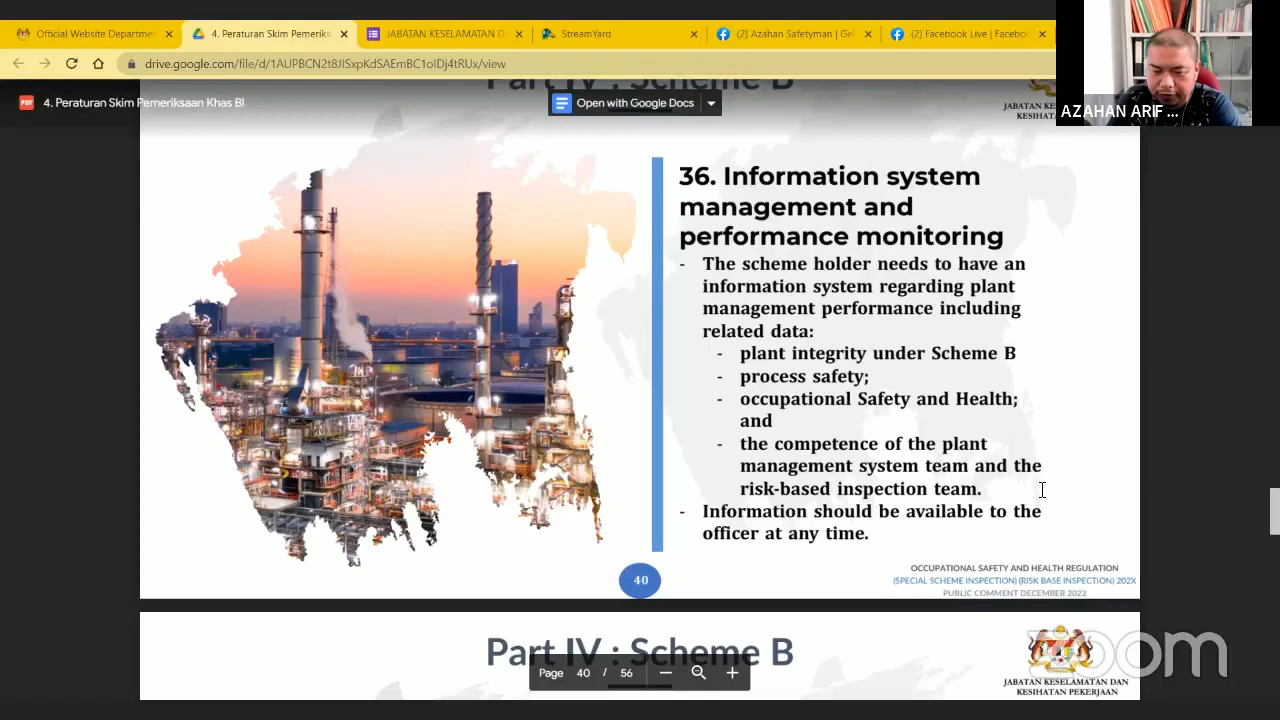 Official Website Departme
4. Peraturan Skim Pemeriks
JABATAN KESELAMATAN D
StreamYard
(2) Azahan Safetyman | Ge
(2) Facebook Live | Facebo
drive.google.com/file/d/1AUPBCN2t8JlSxpKdSAEmBC1oIDj4tRUx/view
PDF
4. Peraturan Skim Pemeriksaan Khas BI
Open with Google Docs
AZAHAN ARIF ...
Part IV : Scheme B
36. Information system
management and
performance monitoring
- The scheme holder needs to have an
information system regarding plant
management performance including
related data:
- plant integrity under Scheme B
- process safety;
- occupational Safety and Health;
and
- the competence of the plant
management system team and the
risk-based inspection team.
- Information should be available to the
officer at any time.
40
OCCUPATIONAL SAFETY AND HEALTH REGULATION
(SPECIAL SCHEME INSPECTION) (RISK BASE INSPECTION) 202X
PUBLIC COMMENT DECEMBER 2022
Part IV : Scheme B
zoom
JABATAN KESELAMATAN DAN
KESIHATAN PEKERJAAN
Page 40 / 56